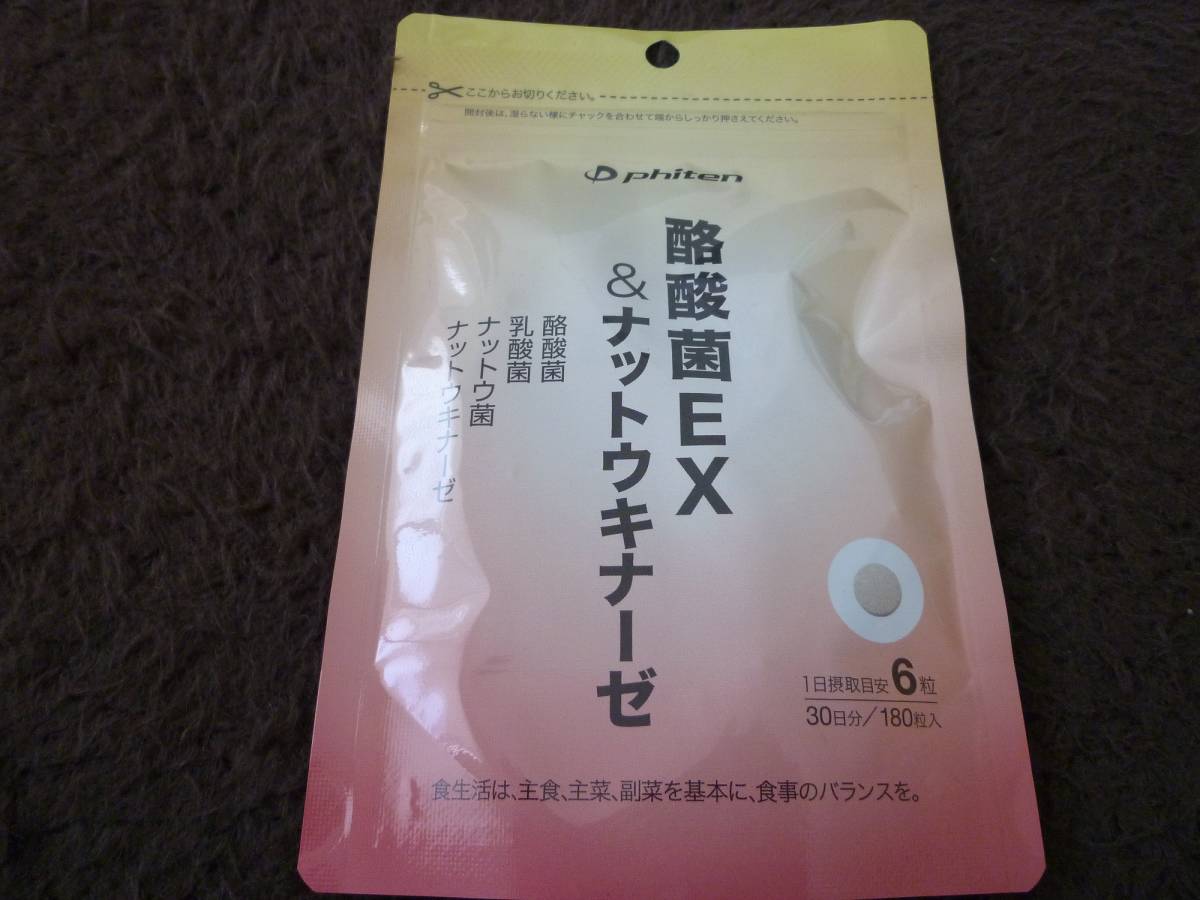 ここからお切りください。
開封後は、湿らない様にチャックを合わせて端からしっかり押さえてください。
phiten
酪酸菌EX
&ナットウキナーゼ
酪酸菌
乳酸菌
ナットウ菌
ナットウキナーゼ
1日摂取目安6粒
30日分/180粒入
食生活は、主食、主菜、副菜を基本に、食事のバランスを。